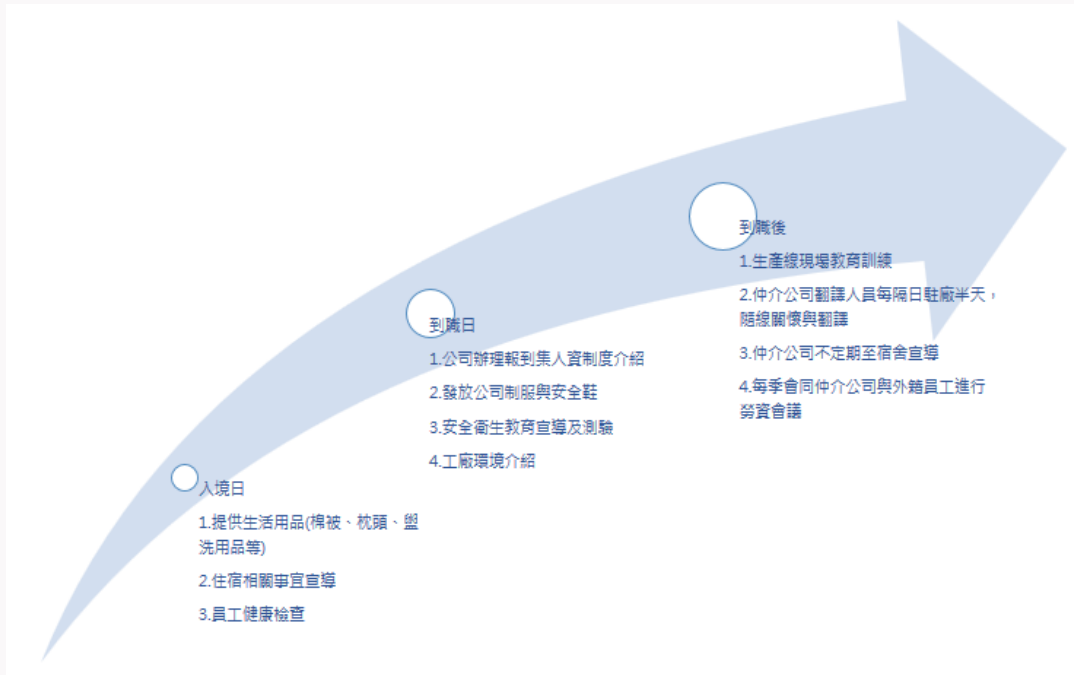 入境日
1.提供生活用品(棉被、枕頭、盥
洗用品等)
2.住宿相關事宜宣導
3.員工健康檢查
到職日
1.公司辦理報到集人資制度介紹
2.發放公司制服與安全鞋
3.安全衛生教育宣導及測驗
4.工廠環境介紹
到職後
1.生產線現場教育訓練
2.仲介公司翻譯人員每隔日駐廠半天，
隨線關懷與翻譯
3.仲介公司不定期至宿舍宣導
4.每季會同仲介公司與外籍員工進行
勞資會議